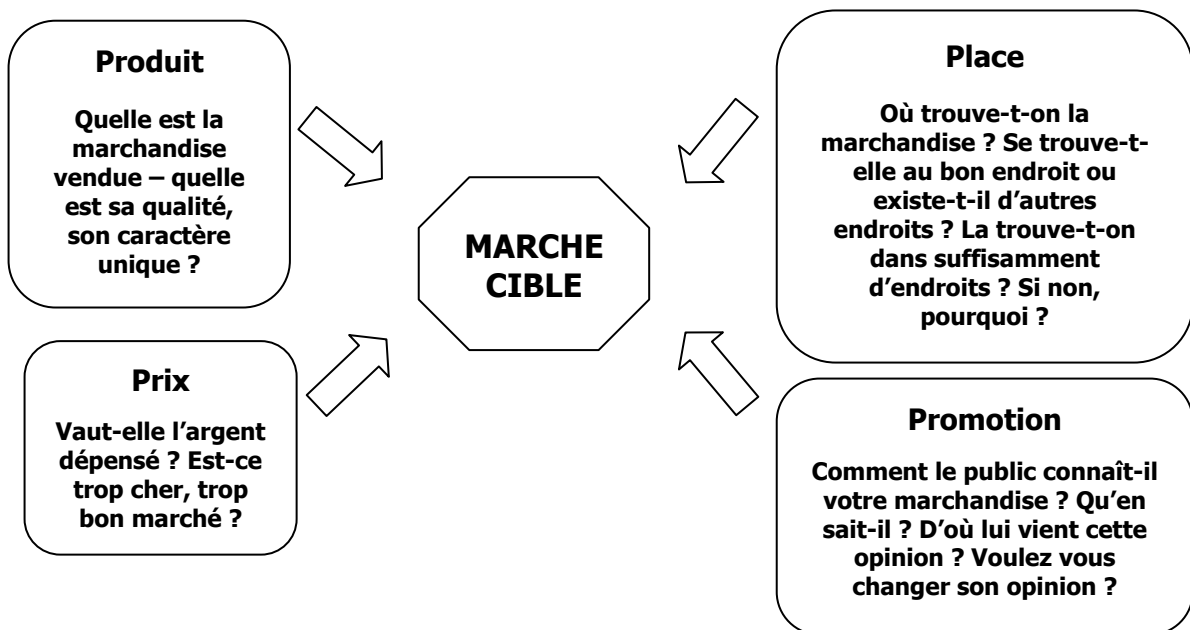 Produit
Quelle est la
marchandise
vendue – quelle
est sa qualité,
son caractère
unique ?
Prix
Vaut-elle l’argent
dépensé ? Est-ce
trop cher, trop
bon marché ?
MARCHE
CIBLE
Place
Où trouve-t-on la
marchandise ? Se trouve-t-
elle au bon endroit ou
existe-t-il d’autres
endroits ? La trouve-t-on
dans suffisamment
d’endroits ? Si non,
pourquoi ?
Promotion
Comment le public connaît-il
votre marchandise ? Qu’en
sait-il ? D’où lui vient cette
opinion ? Voulez vous
changer son opinion ?